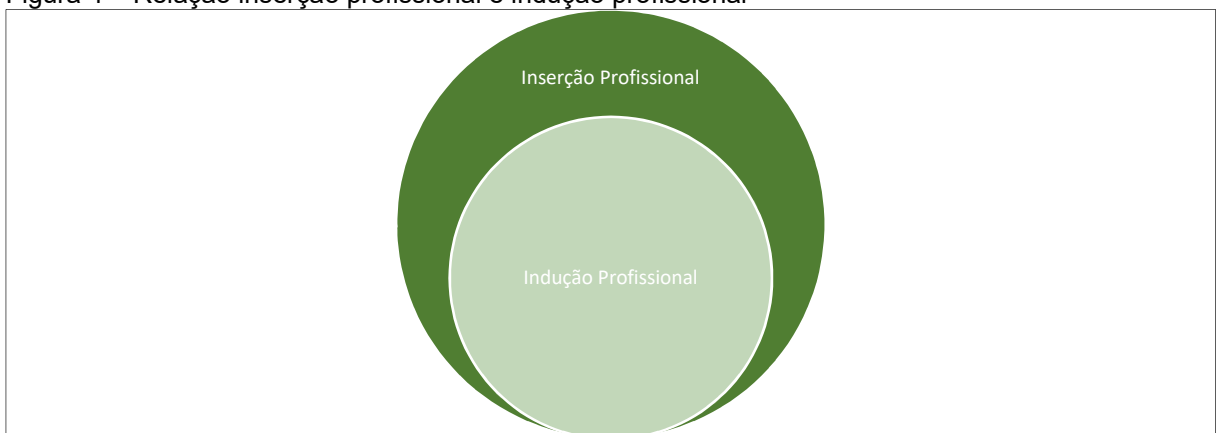 Figura 1 – Relação inserção profissional e indução profissional
Inserção Profissional
Indução Profissional